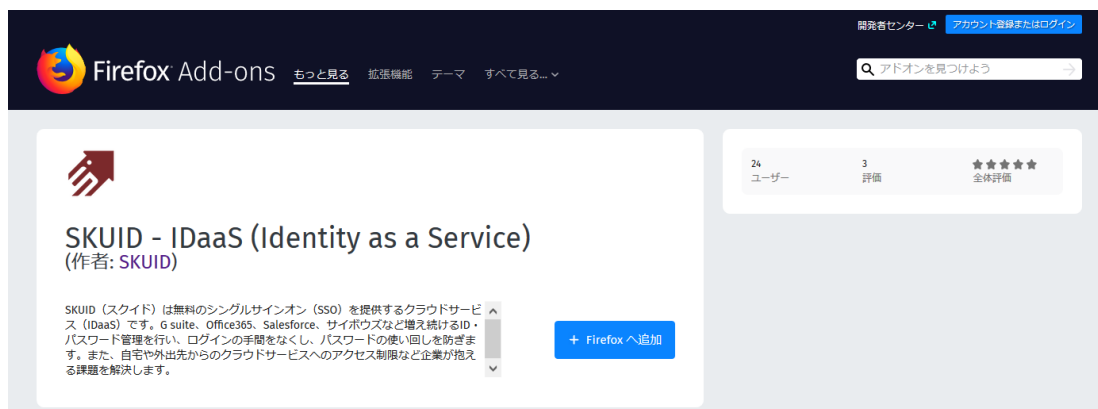 開発者センター
アカウント登録またはログイン
Firefox Add-ons もっと見る 拡張機能 テーマ すべて見る...
アドオンを見つけよう
24 3
ユーザー 評価 全体評価
SKUID - IDaaS (Identity as a Service)
(作者: SKUID)
SKUID（スクイド）は無料のシングルサインオン（SSO）を提供するクラウドサービ
ス（IDaaS）です。G suite、Office365、Salesforce、サイボウズなど増え続けるID・
パスワード管理を行い、ログインの手間をなくし、パスワードの使い回しを防ぎま
す。また、自宅や外出先からのクラウドサービスへのアクセス制限など企業が抱え
る課題を解決します。
+ Firefox へ追加